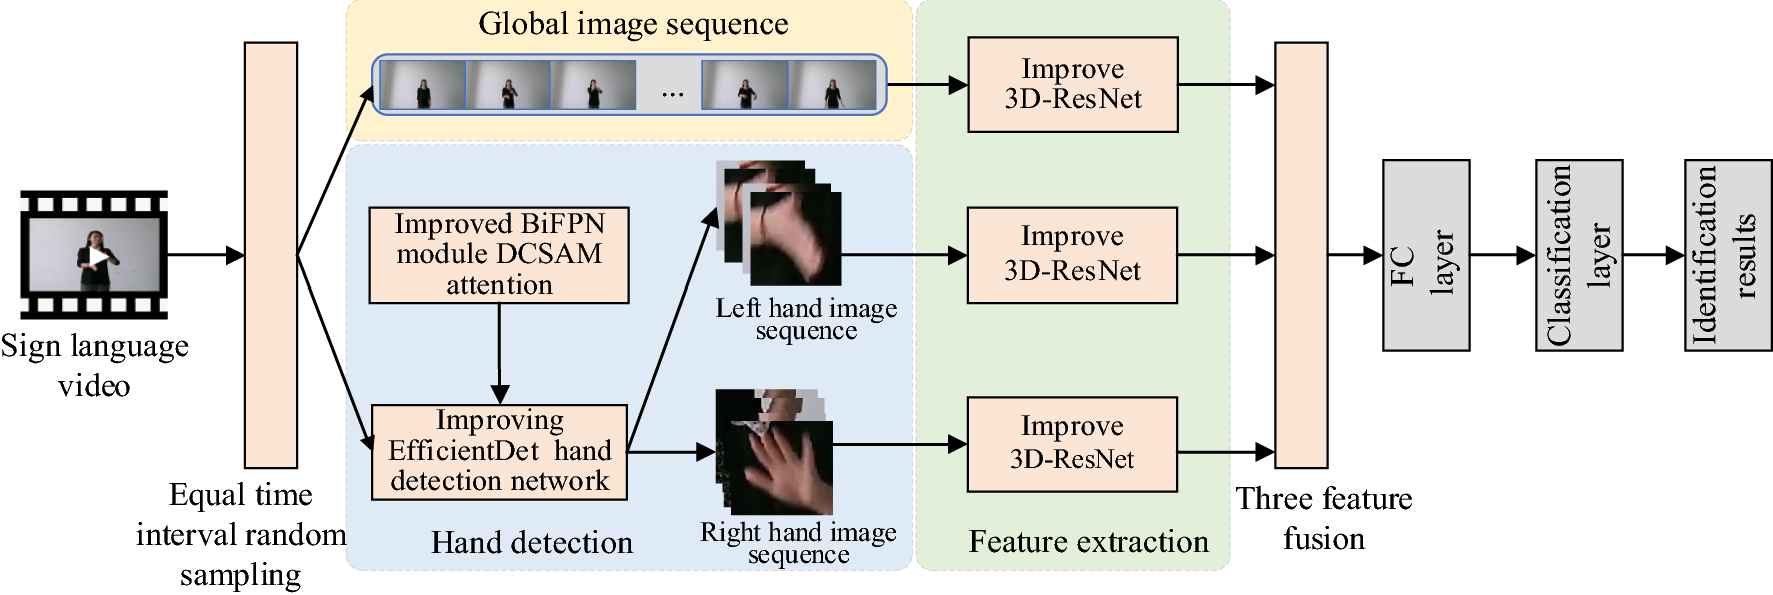 Global image sequence
...
Improve
3D-ResNet
Improved BiFPN
module DCSAM
attention
Left hand image
sequence
Improve
3D-ResNet
FC
layer
Classification
layer
Identification
results
Sign language
video
Improving
EfficientDet hand
detection network
Right hand image
sequence
Improve
3D-ResNet
Equal time
interval random
sampling
Hand detection
Feature extraction
Three feature
fusion